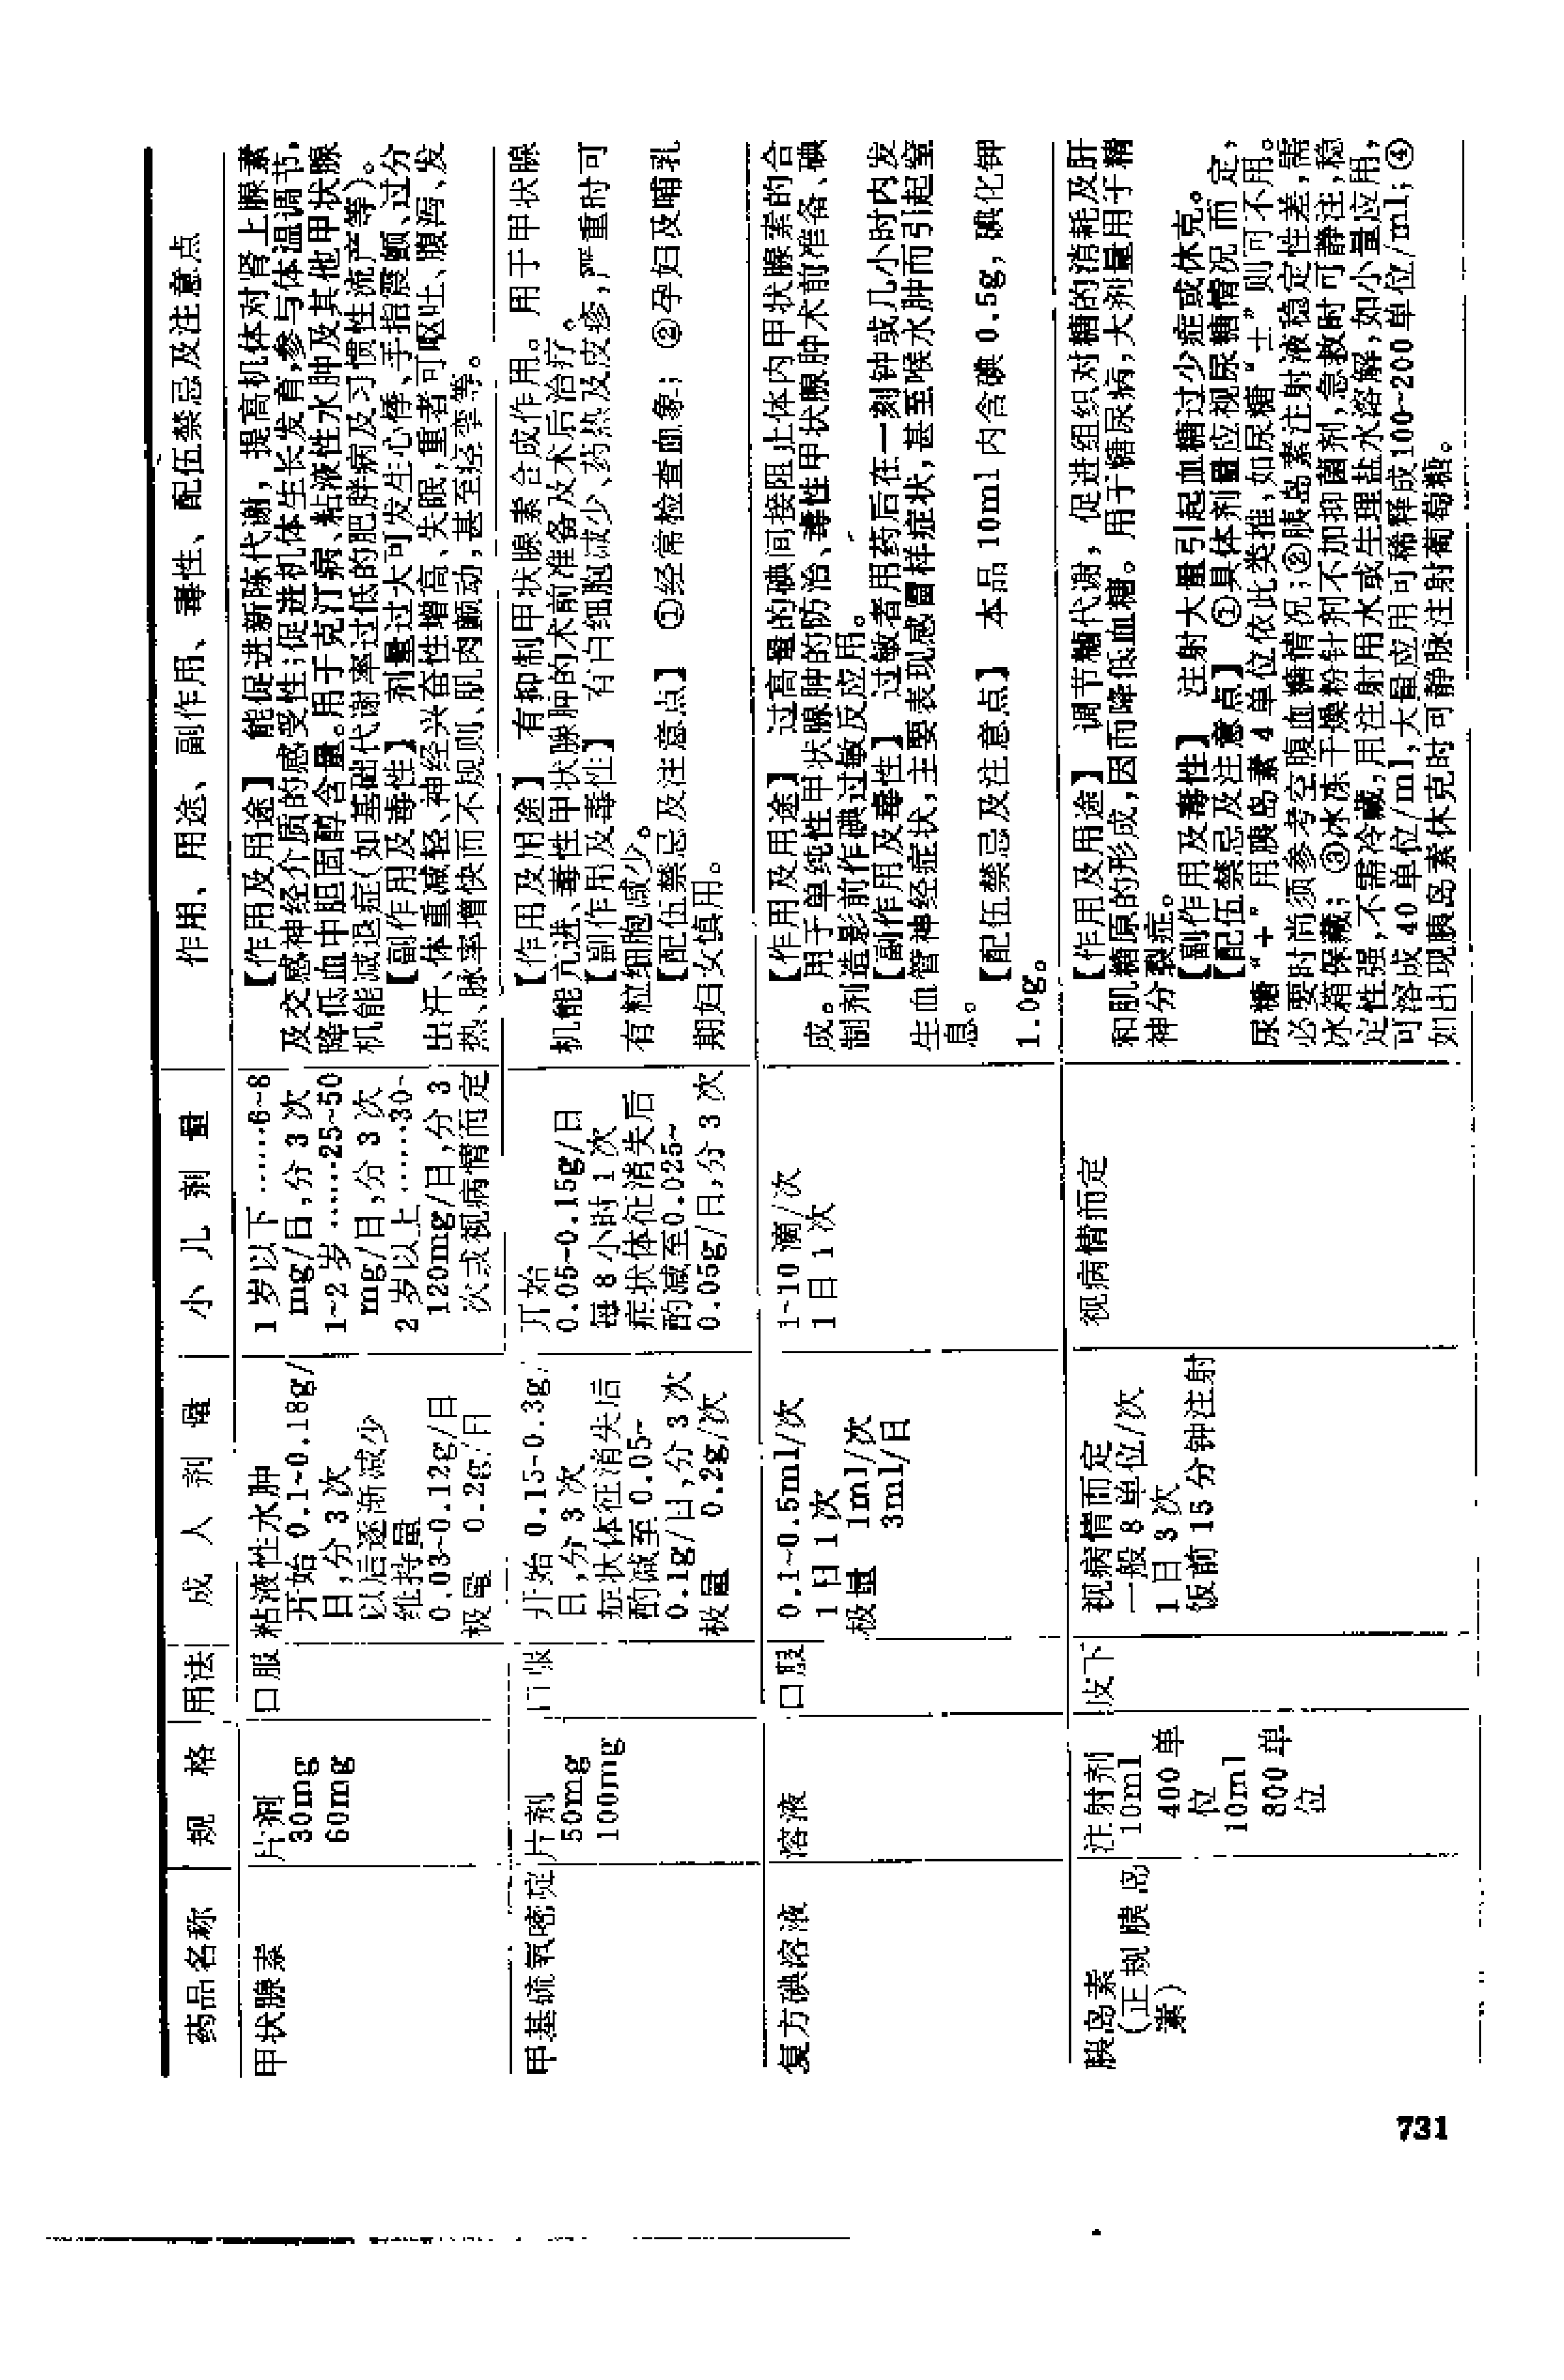 药品名称 规格 用法 成人剂量 小儿剂量 作用、用途、副作用、毒性、配伍禁忌及注意点
甲状腺素
片剂
30mg
60mg
口服
粘液性水肿
开始 0.1~0.18g/
日,分 3 次
以后逐渐减少
维持量
0.03~0.12g/日
极量 0.2g/日
1 岁以下 ……6~8
mg/日,分 3 次
1~2 岁 ……25~50
mg/日,分 3 次
2 岁以上 ……30~
120mg/日,分 3
次或视病情而定
【作用及用途】 能促进新陈代谢, 提高机体对肾上腺素
及交感神经介质的感受性;促进机体生长发育,参与体温调节,
降低血中胆固醇含量。用于克汀病、粘液性水肿及其他甲状腺
机能减退症(如基础代谢率过低的肥胖病及习惯性流产等)。
【副作用及毒性】 剂量过大可发生心悸、手指震颤、过分
出汗、体重减轻、神经兴奋性增高、失眠,重者可呕吐、腹泻、发
热、脉率增快而不规则、肌肉颤动,甚至痉挛等。
甲基硫氧嘧啶
片剂
50mg
100mg
口服
开始 0.15~0.3g/
日,分 3 次
症状体征消失后
酌减至 0.05~
0.1g/日,分 3 次
极量 0.2g/次
开始
0.05~0.15g/日
每 8 小时 1 次
症状体征消失后
酌减至0.025~
0.05g/日,分 3 次
【作用及用途】 有抑制甲状腺素合成作用。用于甲状腺
机能亢进、毒性甲状腺肿的术前准备及术后治疗。
【副作用及毒性】 有白细胞减少、药热及皮疹,严重时可
有粒细胞减少。
【配伍禁忌及注意点】 ①经常检查血象; ②孕妇及哺乳
期妇女慎用。
复方碘溶液
溶液
口服
0.1~0.5ml/次
1 日 1 次
极量 1ml/次
3ml/日
1~10 滴/次
1 日 1 次
【作用及用途】 过高量的碘间接阻止体内甲状腺素的合
成。用于单纯性甲状腺肿的防治、毒性甲状腺肿术前准备、碘
制剂造影前作碘过敏反应用。
【副作用及毒性】 过敏者用药后在一刻钟或几小时内发
生血管神经症状,主要表现感冒样症状,甚至喉水肿而引起窒
息。
【配伍禁忌及注意点】 本品 10ml 内含碘 0.5g, 碘化钾
1.0g。
胰岛素
(正规胰岛
素)
注射剂
10ml
400 单
位
10ml
800 单
位
皮下
视病情而定
一般 8 单位/次
1 日 3 次
饭前 15 分钟注射
视病情而定
【作用及用途】 调节糖代谢, 促进组织对糖的消耗及肝
和肌糖原的形成,因而降低血糖。用于糖尿病,大剂量用于精
神分裂症。
【副作用及毒性】 注射大量引起血糖过少症或休克。
【配伍禁忌及注意点】 ①具体剂量应视尿糖情况而定,
尿糖“+”用胰岛素 4 单位依此类推,如尿糖“±”则可不用。
必要时尚须参考空腹血糖情况;②胰岛素注射液稳定性差,需
冰箱保藏; ③冰冻干燥粉针剂不加抑菌剂,急救时可静注,稳
定性强,不需冷藏,用注射用水或生理盐水溶解,如小量应用,
可溶成 40 单位/ml,大量应用可稀释成100~200单位/ml;④
如出现胰岛素休克时可静脉注射葡萄糖。
731